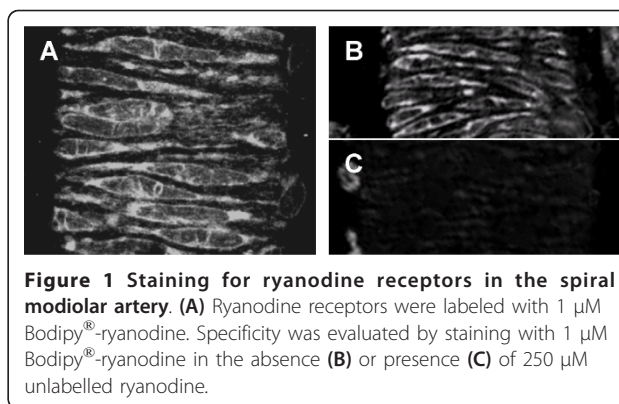 A
B
C
Figure 1 Staining for ryanodine receptors in the spiral
modiolar artery. (A) Ryanodine receptors were labeled with 1 μM
Bodipy®-ryanodine. Specificity was evaluated by staining with 1 μM
Bodipy®-ryanodine in the absence (B) or presence (C) of 250 μM
unlabelled ryanodine.